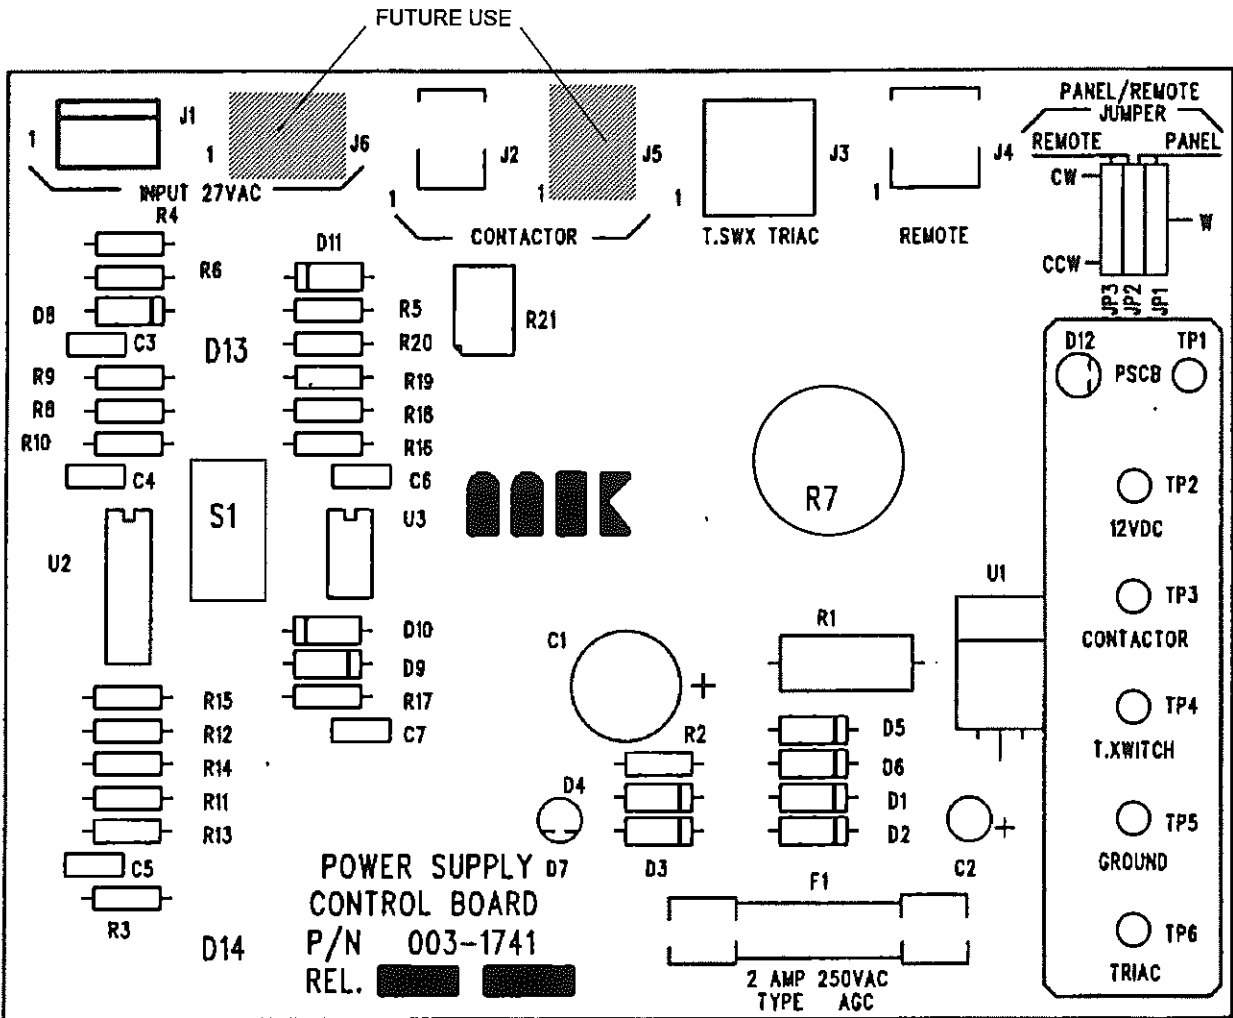 FUTURE USE
PANEL/REMOTE
JUMPER
REMOTE PANEL
CW
W
CCW
JP3 JP2 JP1
J1
1
J6
1
INPUT 27VAC
J2
1
J5
1
CONTACTOR
J3
1
T.SWX TRIAC
J4
1
REMOTE
R4
R6
D8
C3
R9
R8
R10
C4
U2
D13
S1
D11
R5
R20
R19
R18
R16
C6
U3
R21
R7
D10
D9
R17
C7
R15
R12
R14
R11
R13
C5
R3
D14
C1
+
R2
D4
D7
D3
R1
D5
D6
D1
D2
U1
C2
+
F1
2 AMP 250VAC
TYPE AGC
POWER SUPPLY
CONTROL BOARD
P/N 003-1741
REL.
D12 TP1
PSCB
TP2
12VDC
TP3
CONTACTOR
TP4
T.XWITCH
TP5
GROUND
TP6
TRIAC